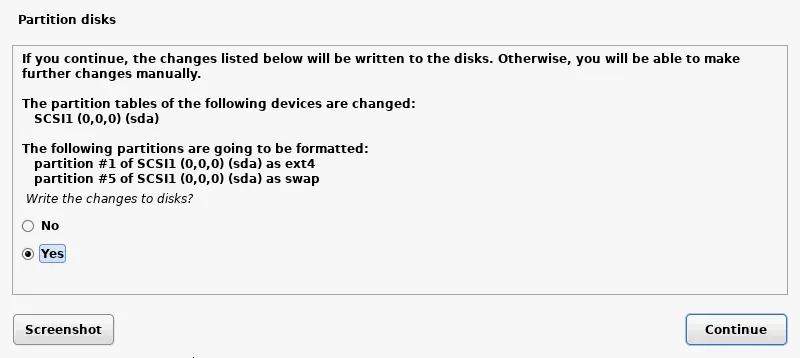 Partition disks
If you continue, the changes listed below will be written to the disks. Otherwise, you will be able to make
further changes manually.
The partition tables of the following devices are changed:
SCSI1 (0,0,0) (sda)
The following partitions are going to be formatted:
partition #1 of SCSI1 (0,0,0) (sda) as ext4
partition #5 of SCSI1 (0,0,0) (sda) as swap
Write the changes to disks?
No
Yes
Screenshot
Continue